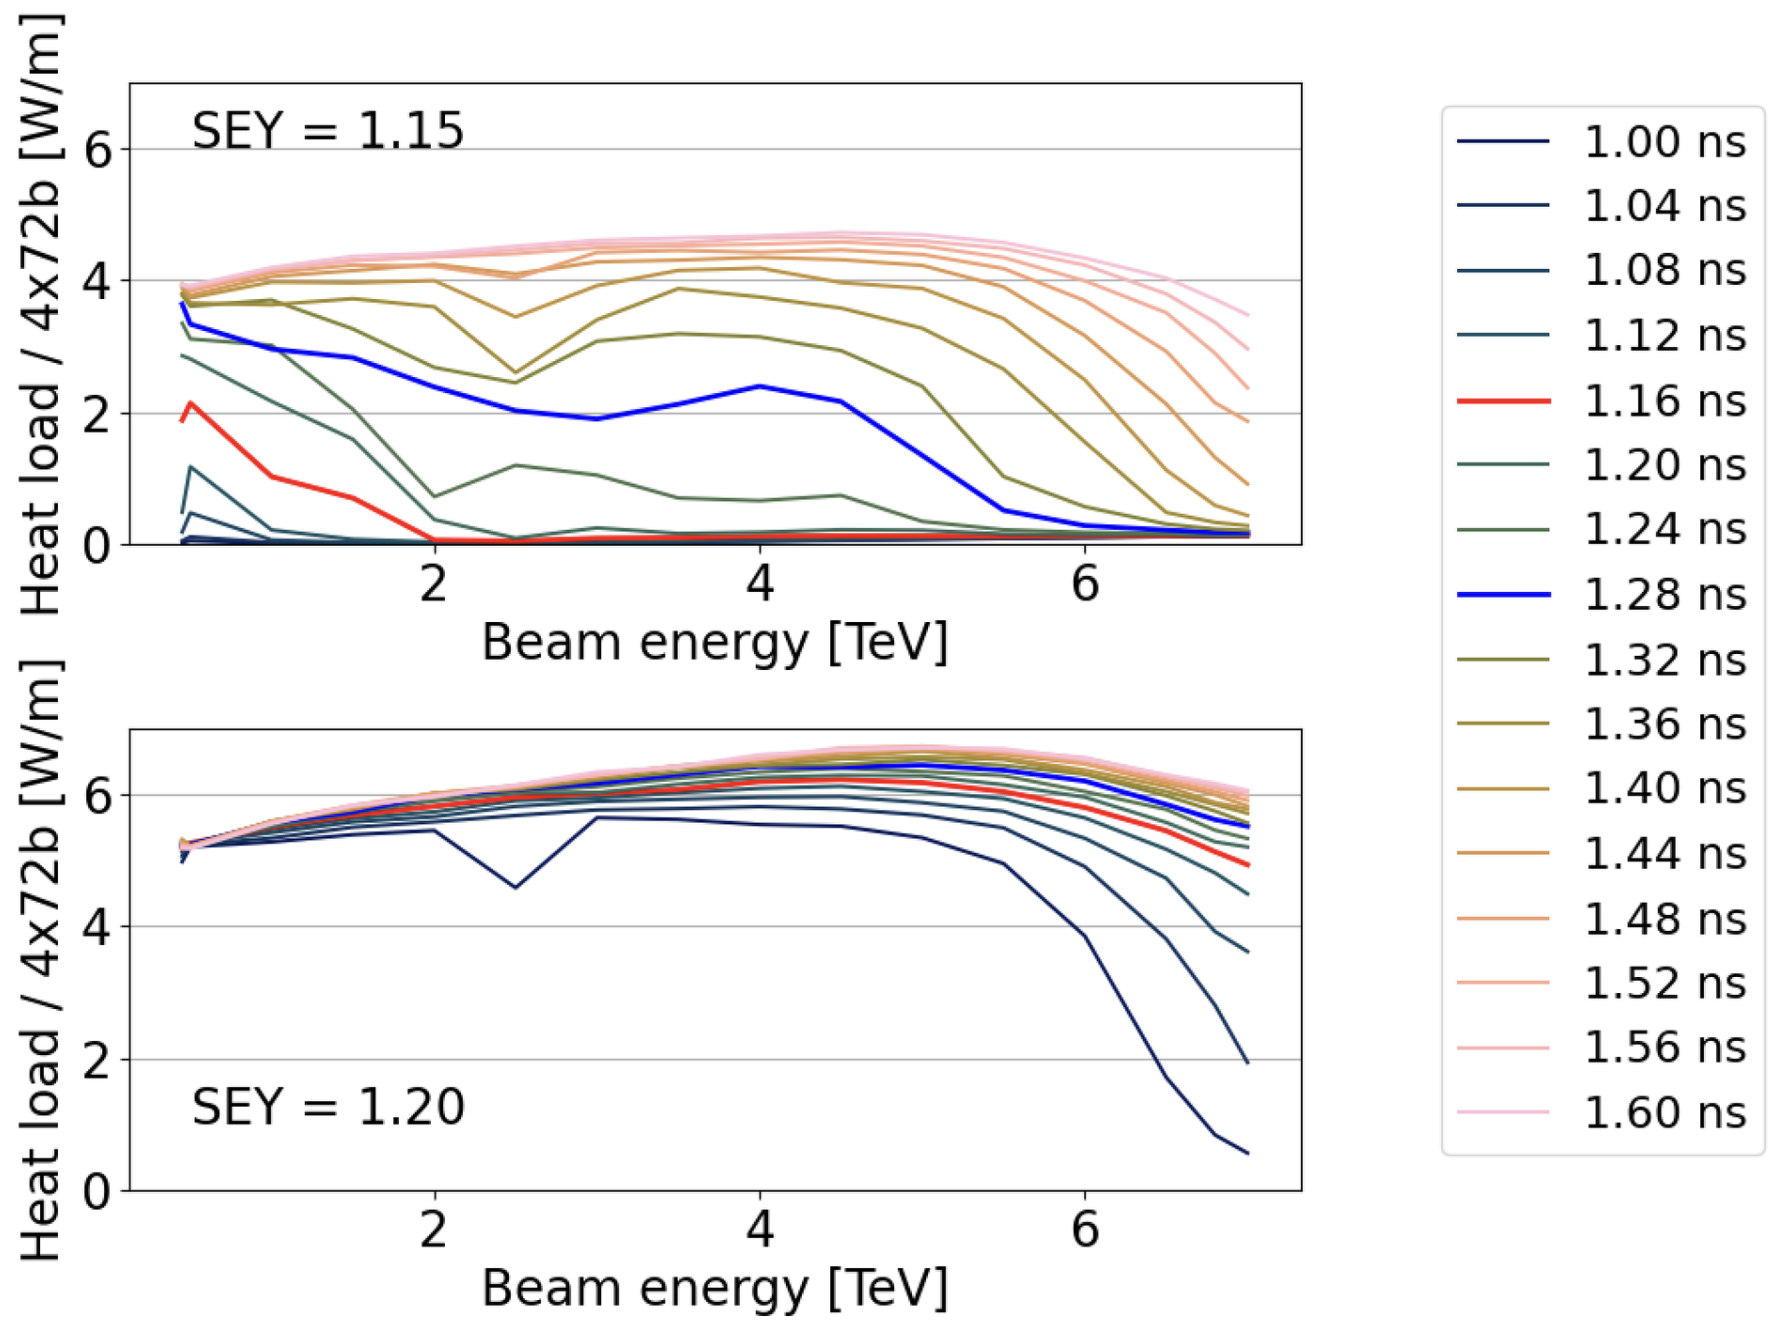 Heat load / 4x72b [W/m]
SEY = 1.15
6
4
2
0
2 4 6
Beam energy [TeV]
Heat load / 4x72b [W/m]
6
4
2
0
SEY = 1.20
2 4 6
Beam energy [TeV]
1.00 ns
1.04 ns
1.08 ns
1.12 ns
1.16 ns
1.20 ns
1.24 ns
1.28 ns
1.32 ns
1.36 ns
1.40 ns
1.44 ns
1.48 ns
1.52 ns
1.56 ns
1.60 ns